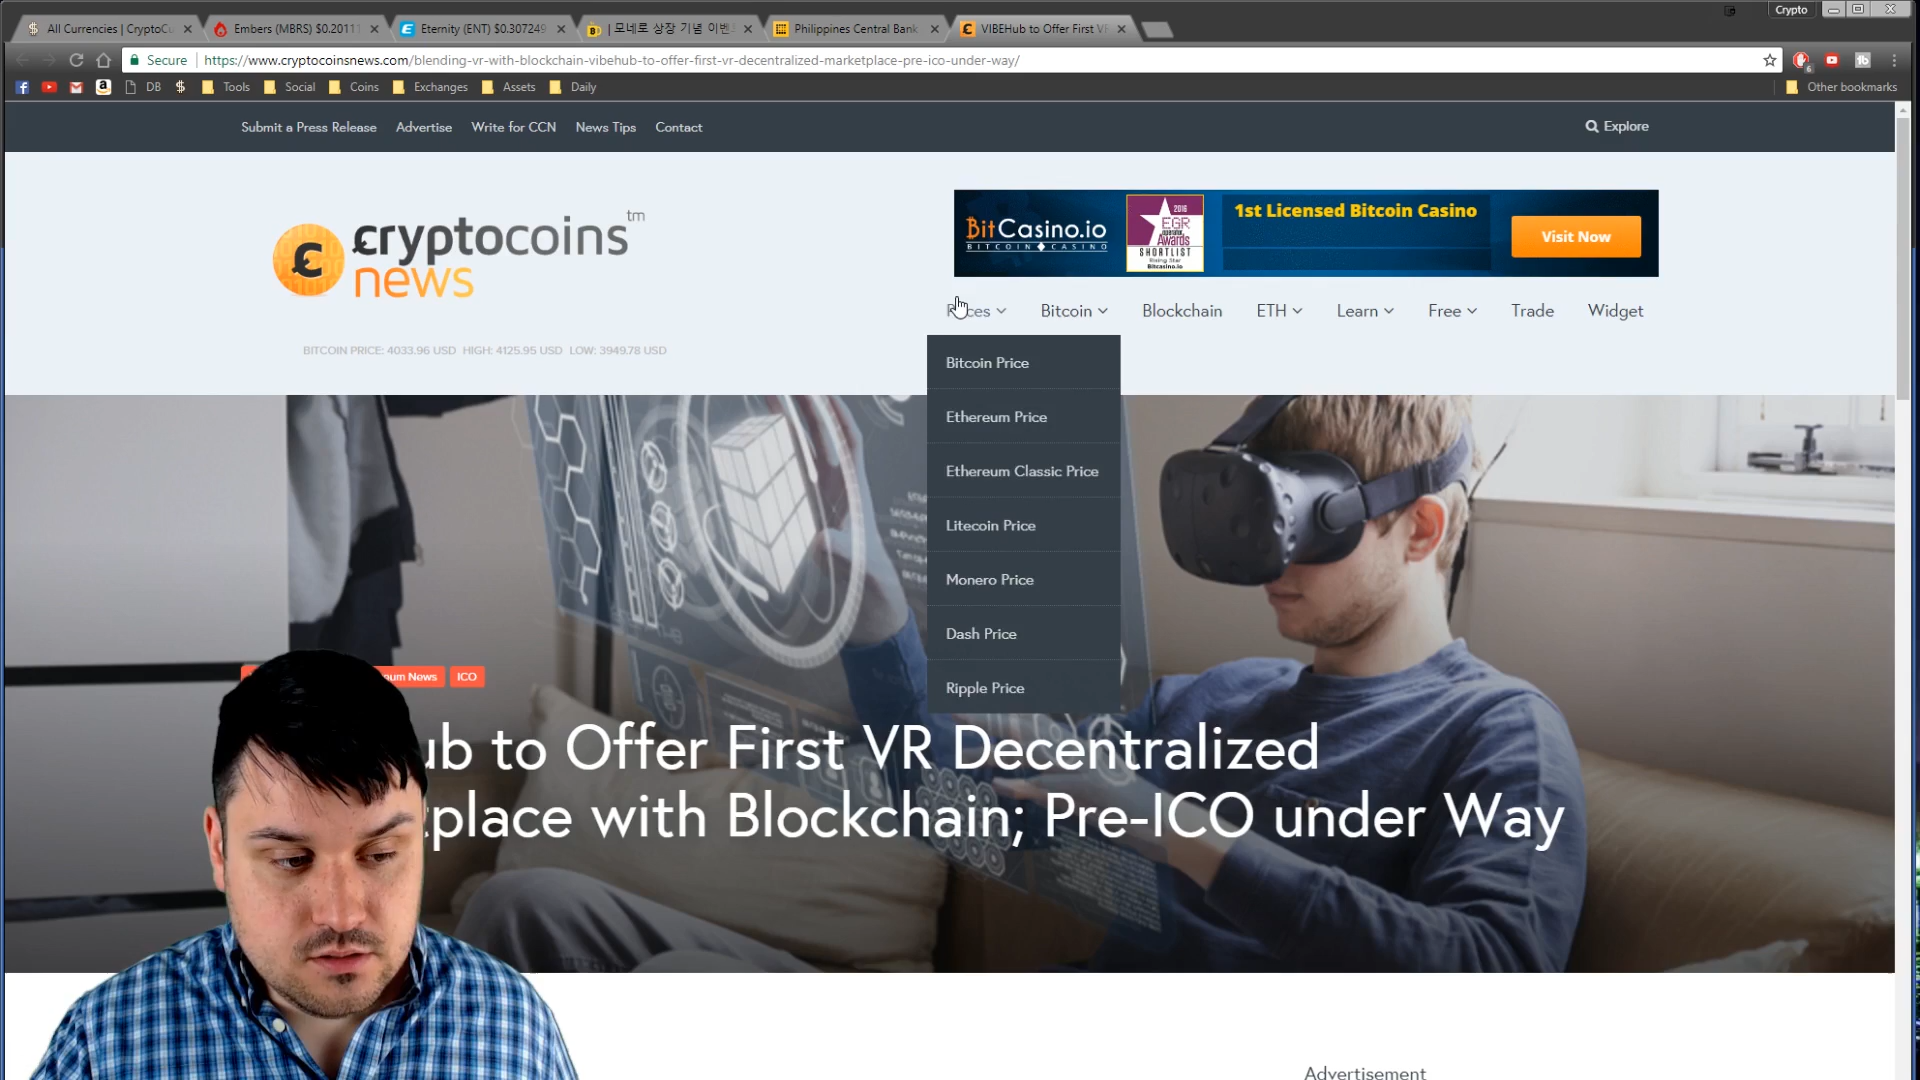 All Currencies | CryptoCu
Embers (MBRS) $0.20111
Eternity (ENT) $0.307249
| 모네로 상장 기념 이벤
Philippines Central Bank
VIBEHub to Offer First VR
Crypto
Secure
https://www.cryptocoinsnews.com/blending-vr-with-blockchain-vibehub-to-offer-first-vr-decentralized-marketplace-pre-ico-under-way/
DB
Tools
Social
Coins
Exchanges
Assets
Daily
Other bookmarks
Submit a Press Release
Advertise
Write for CCN
News Tips
Contact
Explore
cryptocoins tm
news
BitCasino.io
BITCOIN CASINO
2016
EGR
operator
Awards
SHORTLIST
Rising Star
Bitcasino.io
1st Licensed Bitcoin Casino
Visit Now
ces
Bitcoin
Blockchain
ETH
Learn
Free
Trade
Widget
BITCOIN PRICE: 4033.96 USD HIGH: 4125.95 USD LOW: 3949.78 USD
Bitcoin Price
Ethereum Price
Ethereum Classic Price
Litecoin Price
Monero Price
Dash Price
Ripple Price
um News
ICO
ub to Offer First VR Decentralized
place with Blockchain; Pre-ICO under Way
Advertisement